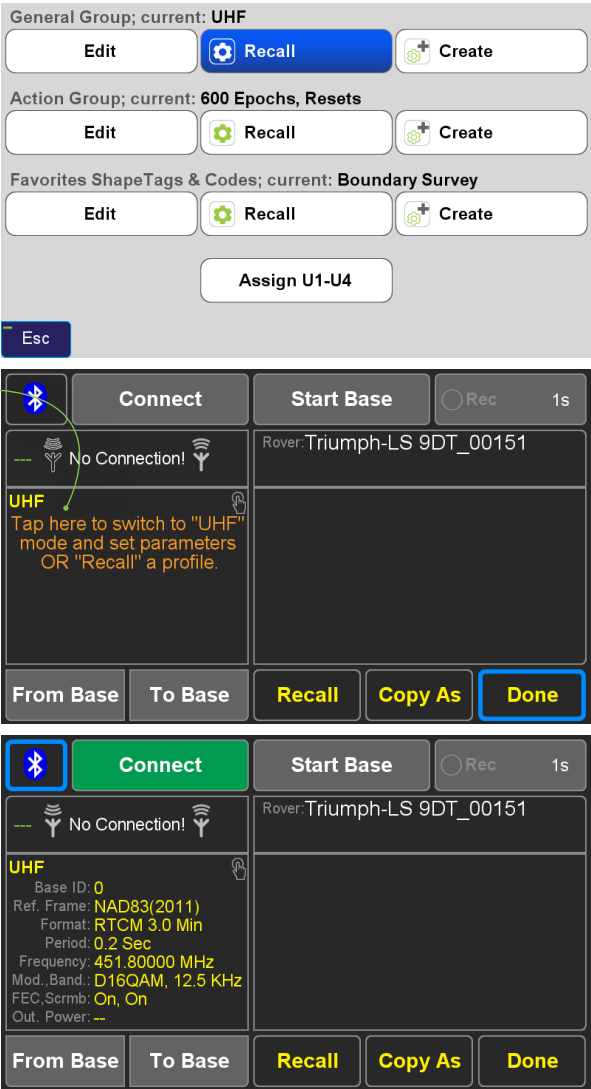 General Group; current: UHF
Edit Recall Create
Action Group; current: 600 Epochs, Resets
Edit Recall Create
Favorites ShapeTags & Codes; current: Boundary Survey
Edit Recall Create
Assign U1-U4
Esc
Connect Start Base Rec 1s
--- No Connection! Rover:Triumph-LS 9DT_00151
UHF
Tap here to switch to "UHF"
mode and set parameters
OR "Recall" a profile.
From Base To Base Recall Copy As Done
Connect Start Base Rec 1s
--- No Connection! Rover:Triumph-LS 9DT_00151
UHF
Base ID: 0
Ref. Frame: NAD83(2011)
Format: RTCM 3.0 Min
Period: 0.2 Sec
Frequency: 451.80000 MHz
Mod.,Band.: D16QAM, 12.5 KHz
FEC,Scrmb: On, On
Out. Power: --
From Base To Base Recall Copy As Done